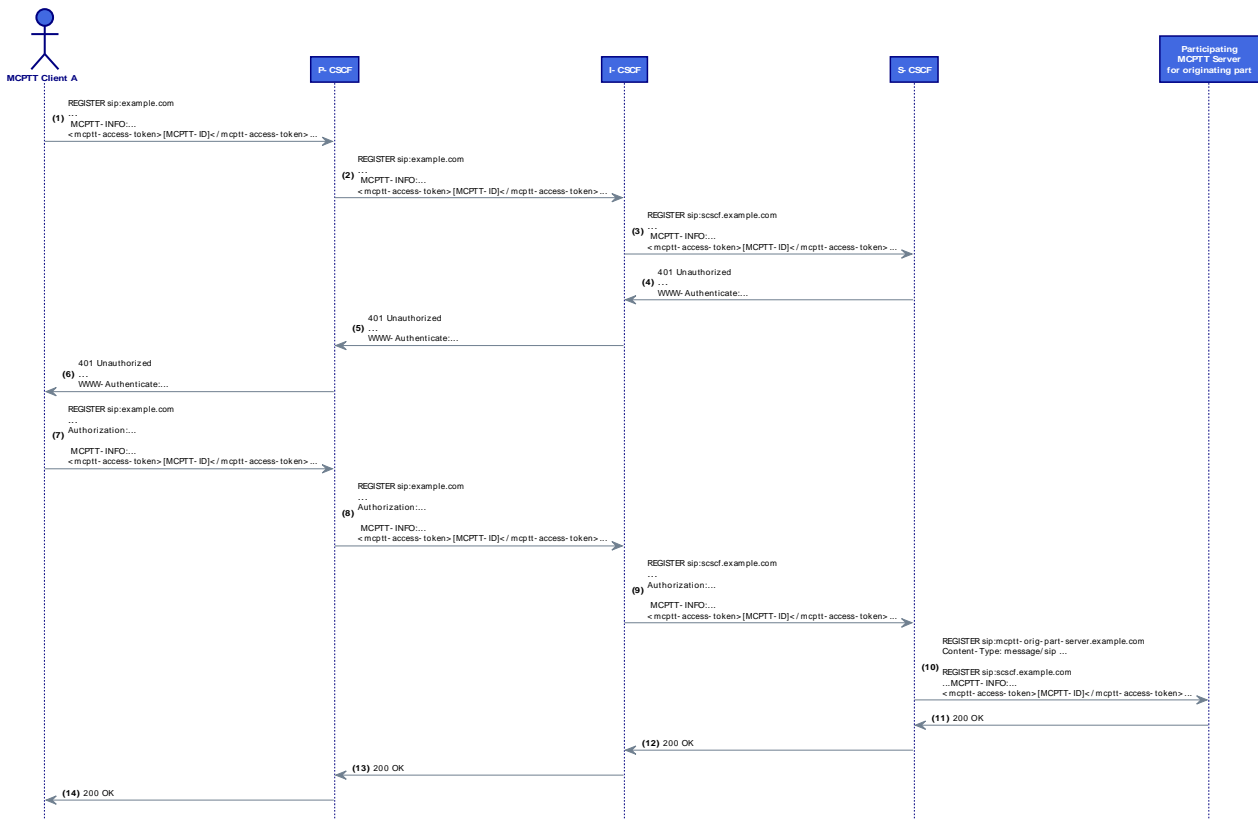 MCPTT Client A
P- CSCF
I- CSCF
S- CSCF
Participating
MCPTT Server
for originating part
REGISTER sip:example.com
(1) ...
MCPTT- INFO:...
<mcptt- access- token>[MCPTT- ID]</mcptt- access- token>...
REGISTER sip:example.com
(2) ...
MCPTT- INFO:...
<mcptt- access- token>[MCPTT- ID]</mcptt- access- token>...
REGISTER sip:scscf.example.com
(3) ...
MCPTT- INFO:...
<mcptt- access- token>[MCPTT- ID]</mcptt- access- token>...
401 Unauthorized
(4) ...
WWW- Authenticate:...
401 Unauthorized
(5) ...
WWW- Authenticate:...
401 Unauthorized
(6) ...
WWW- Authenticate:...
REGISTER sip:example.com
...
Authorization:...
(7)
MCPTT- INFO:...
<mcptt- access- token>[MCPTT- ID]</mcptt- access- token>...
REGISTER sip:example.com
...
Authorization:...
(8)
MCPTT- INFO:...
<mcptt- access- token>[MCPTT- ID]</mcptt- access- token>...
REGISTER sip:scscf.example.com
...
Authorization:...
(9)
MCPTT- INFO:...
<mcptt- access- token>[MCPTT- ID]</mcptt- access- token>...
REGISTER sip:mcptt- orig- part- server.example.com
Content- Type: message/sip ...
(10)
REGISTER sip:scscf.example.com
...MCPTT- INFO:...
<mcptt- access- token>[MCPTT- ID]</mcptt- access- token>...
(11) 200 OK
(12) 200 OK
(13) 200 OK
(14) 200 OK